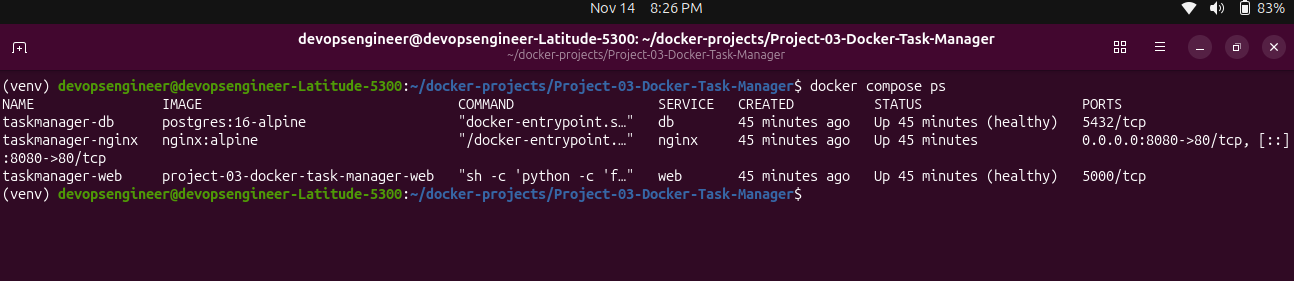 Nov 14 8:26 PM 83%
devopsengineer@devopsengineer-Latitude-5300: ~/docker-projects/Project-03-Docker-Task-Manager
~/docker-projects/Project-03-Docker-Task-Manager
(venv) devopsengineer@devopsengineer-Latitude-5300:~/docker-projects/Project-03-Docker-Task-Manager$ docker compose ps
NAME IMAGE COMMAND SERVICE CREATED STATUS PORTS
taskmanager-db postgres:16-alpine "docker-entrypoint.s…" db 45 minutes ago Up 45 minutes (healthy) 5432/tcp
taskmanager-nginx nginx:alpine "/docker-entrypoint.…" nginx 45 minutes ago Up 45 minutes 0.0.0.0:8080->80/tcp, [::]
:8080->80/tcp
taskmanager-web project-03-docker-task-manager-web "sh -c 'python -c 'f…" web 45 minutes ago Up 45 minutes (healthy) 5000/tcp
(venv) devopsengineer@devopsengineer-Latitude-5300:~/docker-projects/Project-03-Docker-Task-Manager$